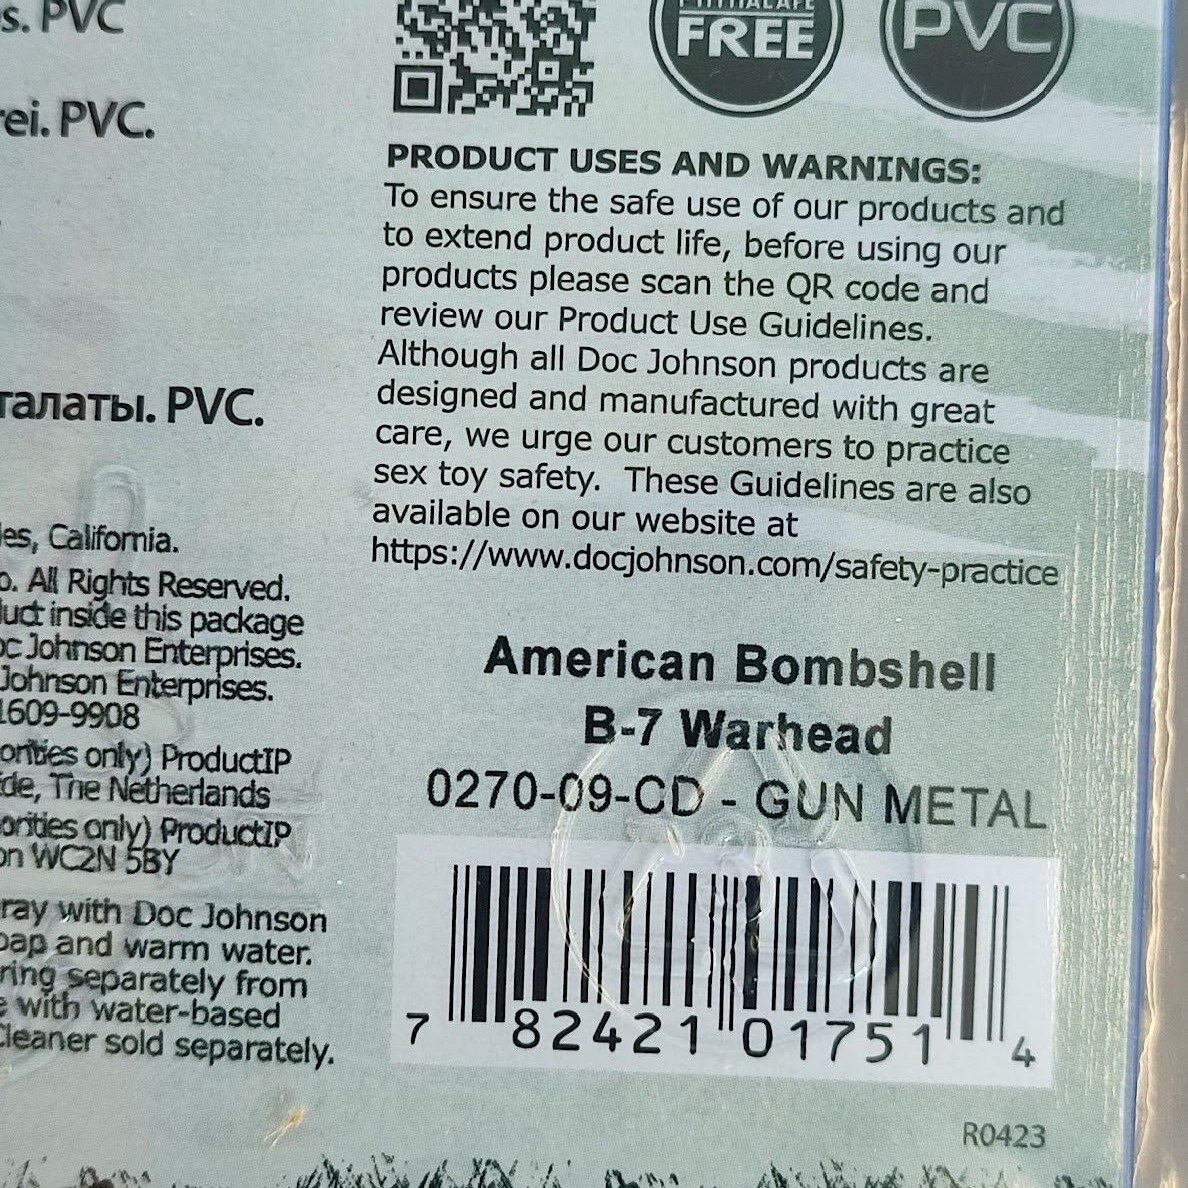 s. PVC
rei. PVC.
талаты. PVC.
FREE
PVC
PRODUCT USES AND WARNINGS:
To ensure the safe use of our products and
to extend product life, before using our
products please scan the QR code and
review our Product Use Guidelines.
Although all Doc Johnson products are
designed and manufactured with great
care, we urge our customers to practice
sex toy safety. These Guidelines are also
available on our website at
https://www.docjohnson.com/safety-practice
es, California.
o. All Rights Reserved.
duct inside this package
oc Johnson Enterprises.
Johnson Enterprises.
1609-9908
orities only) ProductIP
de, The Netherlands
orities only) ProductIP
on WC2N 5BY
ray with Doc Johnson
oap and warm water.
ring separately from
e with water-based
Cleaner sold separately.
American Bombshell
B-7 Warhead
0270-09-CD - GUN METAL
7 82421 01751 4
R0423